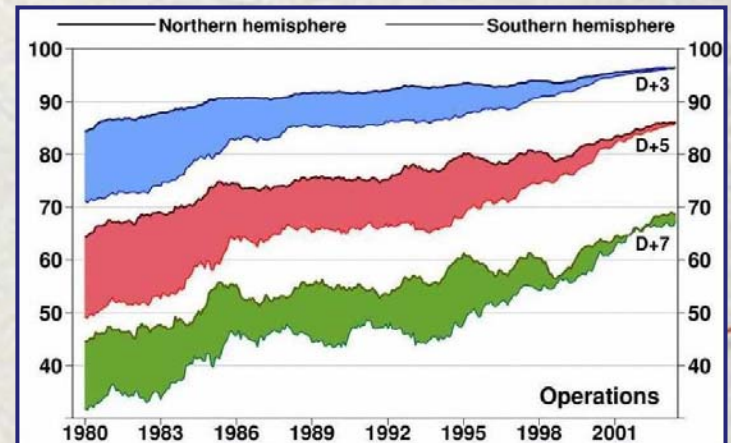 Northern hemisphere Southern hemisphere
100 100
90 D+3 90
80 D+5 80
70 70
60 D+7 60
50 50
40 40
Operations
1980 1983 1986 1989 1992 1995 1998 2001